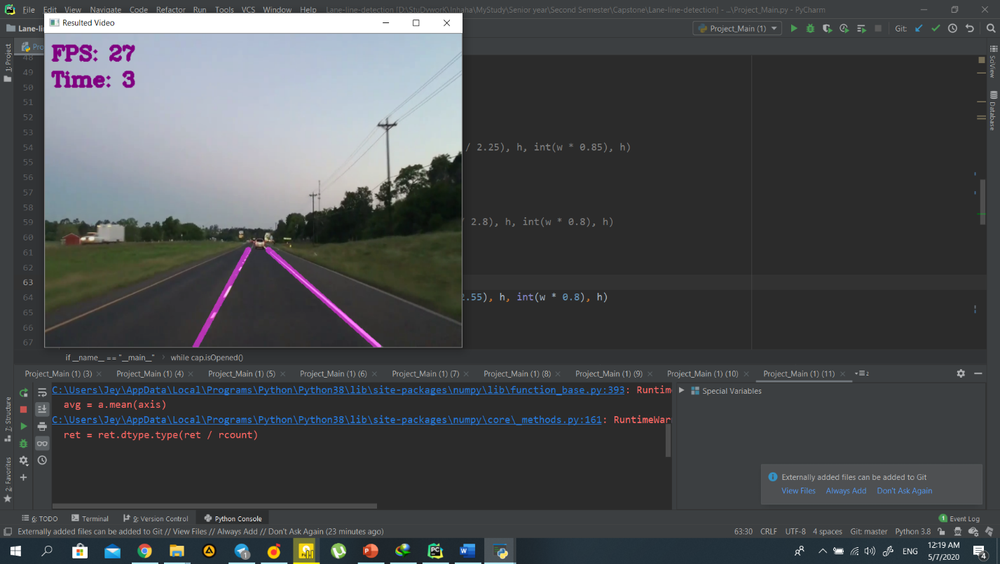 File Edit View Navigate Code Refactor Run Tools VCS Window Help Lane-line-detection [D:\StuDyworK\Inhaha\MyStudy\Senior year\Second Semester\Capstone\Lane-line-detection] - ...\Project_Main.py - PyCharm
Resulted Video
Lane-li
Project_Main (1)
Git:
Pro
FPS: 27
Time: 3
1: Project
SciView
Database
48
49
50
51
52
53
54
/ 2.25), h, int(w * 0.85), h)
55
56
57
58
59
/ 2.8), h, int(w * 0.8), h)
60
61
62
63
64
2.55), h, int(w * 0.8), h)
65
66
67
if __name__ == "__main__" › while cap.isOpened()
Project_Main (1) (3) Project_Main (1) (4) Project_Main (1) (5) Project_Main (1) (6) Project_Main (1) (7) Project_Main (1) (8) Project_Main (1) (9) Project_Main (1) (10) Project_Main (1) (11) 2
C:\Users\Jey\AppData\Local\Programs\Python\Python38\lib\site-packages\numpy\lib\function_base.py:393: Runtime
avg = a.mean(axis)
C:\Users\Jey\AppData\Local\Programs\Python\Python38\lib\site-packages\numpy\core\_methods.py:161: RuntimeWar
ret = ret.dtype.type(ret / rcount)
Special Variables
Z: Structure
2: Favorites
Externally added files can be added to Git
View Files Always Add Don't Ask Again
6: TODO Terminal 9: Version Control Python Console
1 Event Log
Externally added files can be added to Git // View Files // Always Add // Don't Ask Again (23 minutes ago)
63:30 CRLF UTF-8 4 spaces Git: master Python 3.8
ENG
12:19 AM
5/7/2020
4